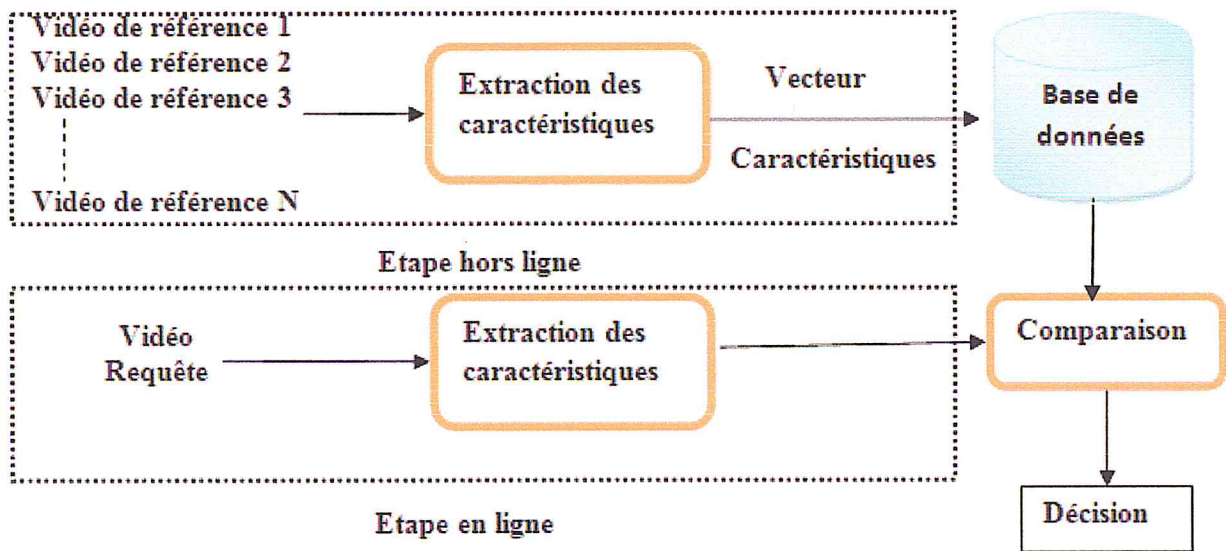 Vidéo de référence 1
Vidéo de référence 2
Vidéo de référence 3
Vidéo de référence N
Extraction des
caractéristiques
Vecteur
Caractéristiques
Base de
données
Etape hors ligne
Vidéo
Requête
Extraction des
caractéristiques
Comparaison
Décision
Etape en ligne